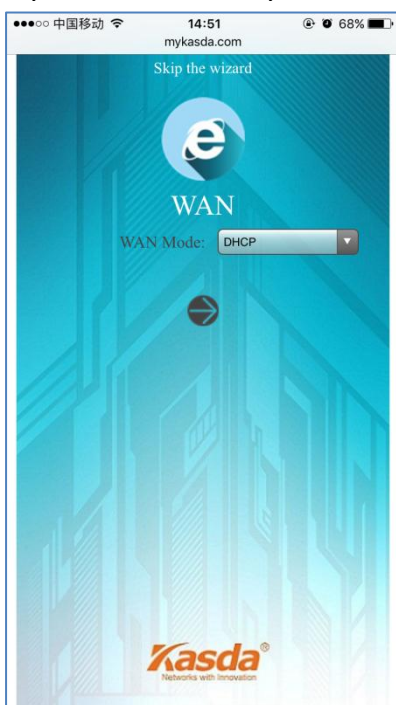 中国移动 14:51 68%
mykasda.com
Skip the wizard
WAN
WAN Mode: DHCP
Kasda®
Networks with Innovation